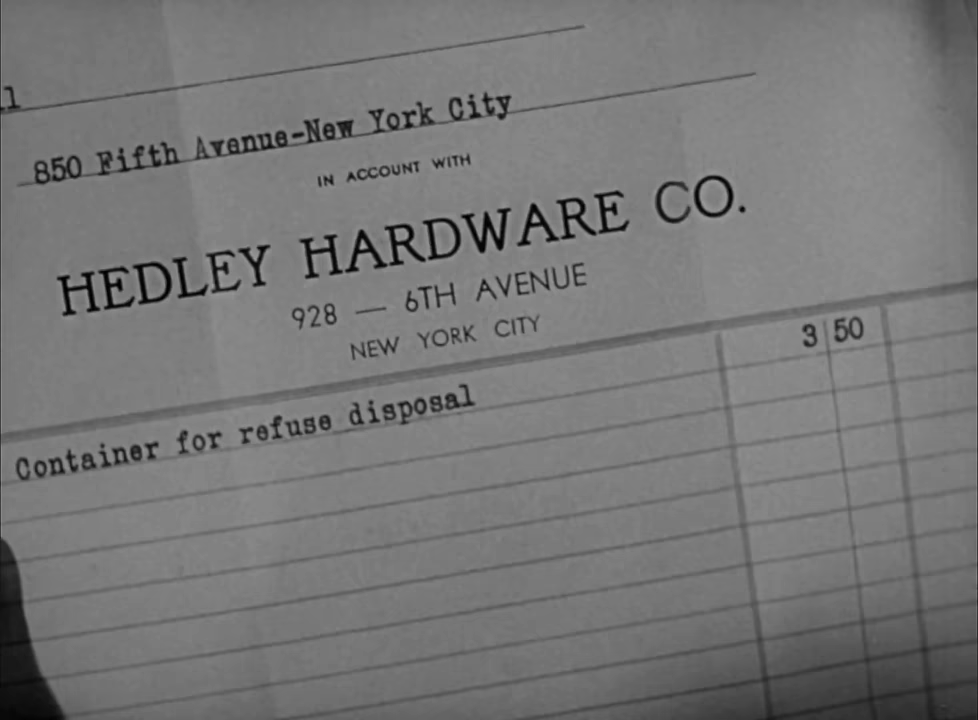 850 Fifth Avenue-New York City
IN ACCOUNT WITH
HEDLEY HARDWARE CO.
928 — 6TH AVENUE
NEW YORK CITY
Container for refuse disposal 3 50